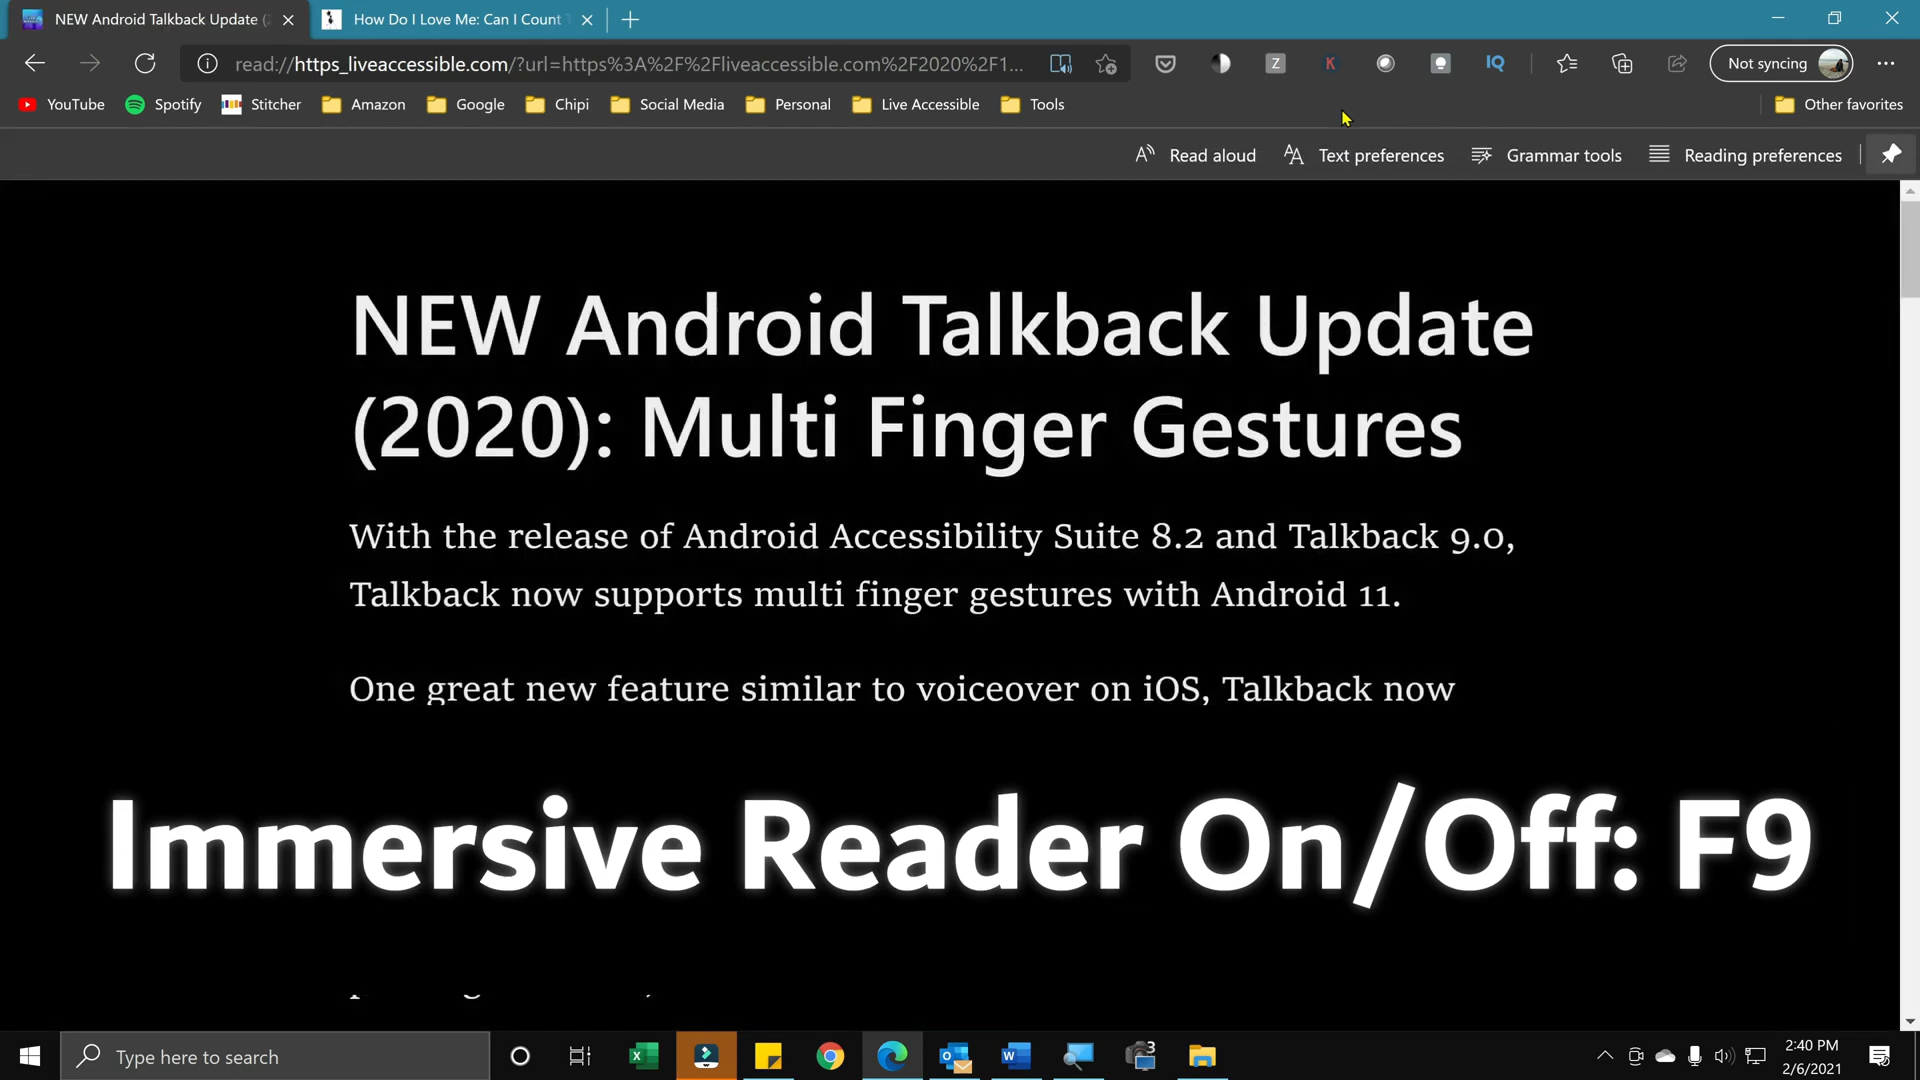 NEW Android Talkback Update (
How Do I Love Me: Can I Count T
read://https_liveaccessible.com/?url=https%3A%2F%2Fliveaccessible.com%2F2020%2F1...
Z
K
IQ
Not syncing
YouTube
Spotify
Stitcher
Amazon
Google
Chipi
Social Media
Personal
Live Accessible
Tools
Other favorites
Read aloud
Text preferences
Grammar tools
Reading preferences
NEW Android Talkback Update
(2020): Multi Finger Gestures
With the release of Android Accessibility Suite 8.2 and Talkback 9.0,
Talkback now supports multi finger gestures with Android 11.
One great new feature similar to voiceover on iOS, Talkback now
Immersive Reader On/Off: F9
Type here to search
3
2:40 PM
2/6/2021